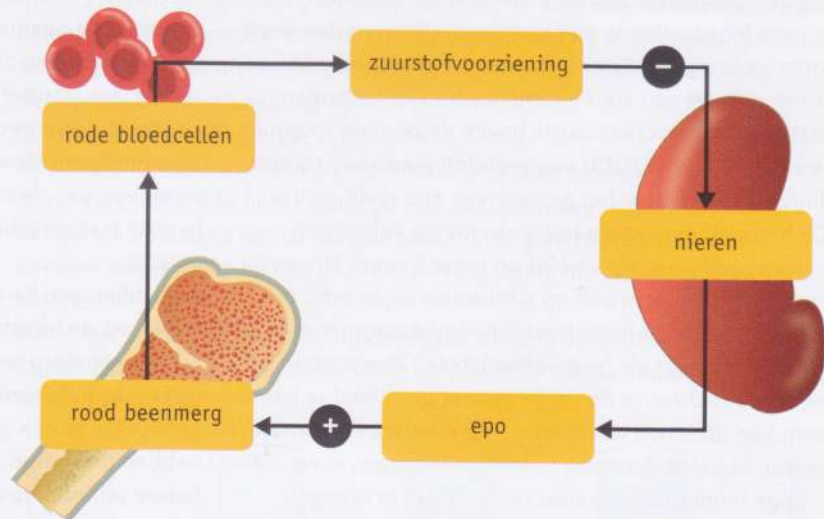 zuurstofvoorziening
−
rode bloedcellen
nieren
rood beenmerg
+
epo